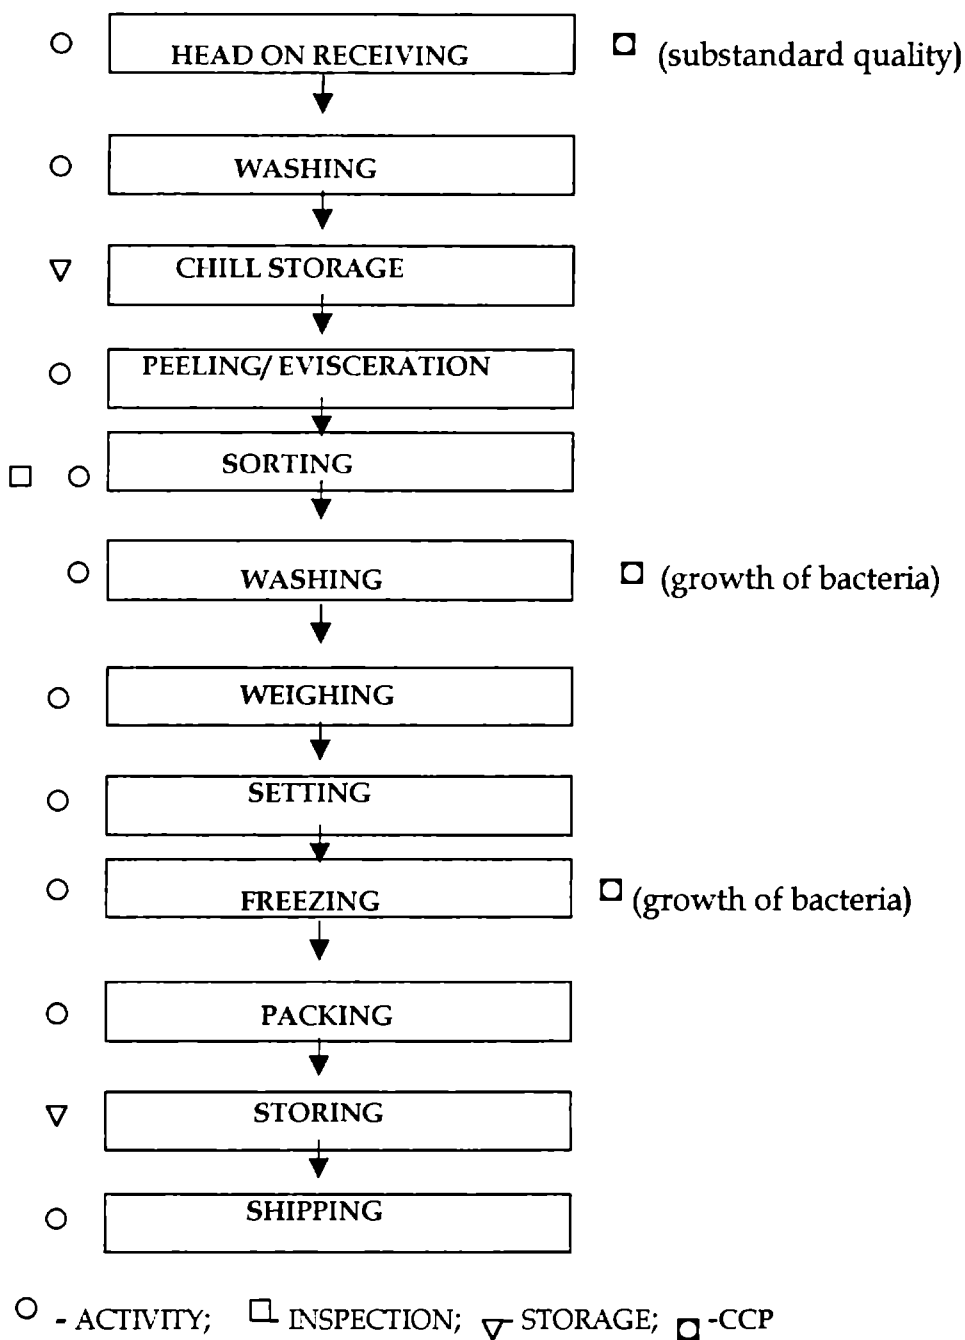 HEAD ON RECEIVING (substandard quality)
WASHING
CHILL STORAGE
PEELING/ EVISCERATION
SORTING
WASHING (growth of bacteria)
WEIGHING
SETTING
FREEZING (growth of bacteria)
PACKING
STORING
SHIPPING
- ACTIVITY; INSPECTION; STORAGE; -CCP